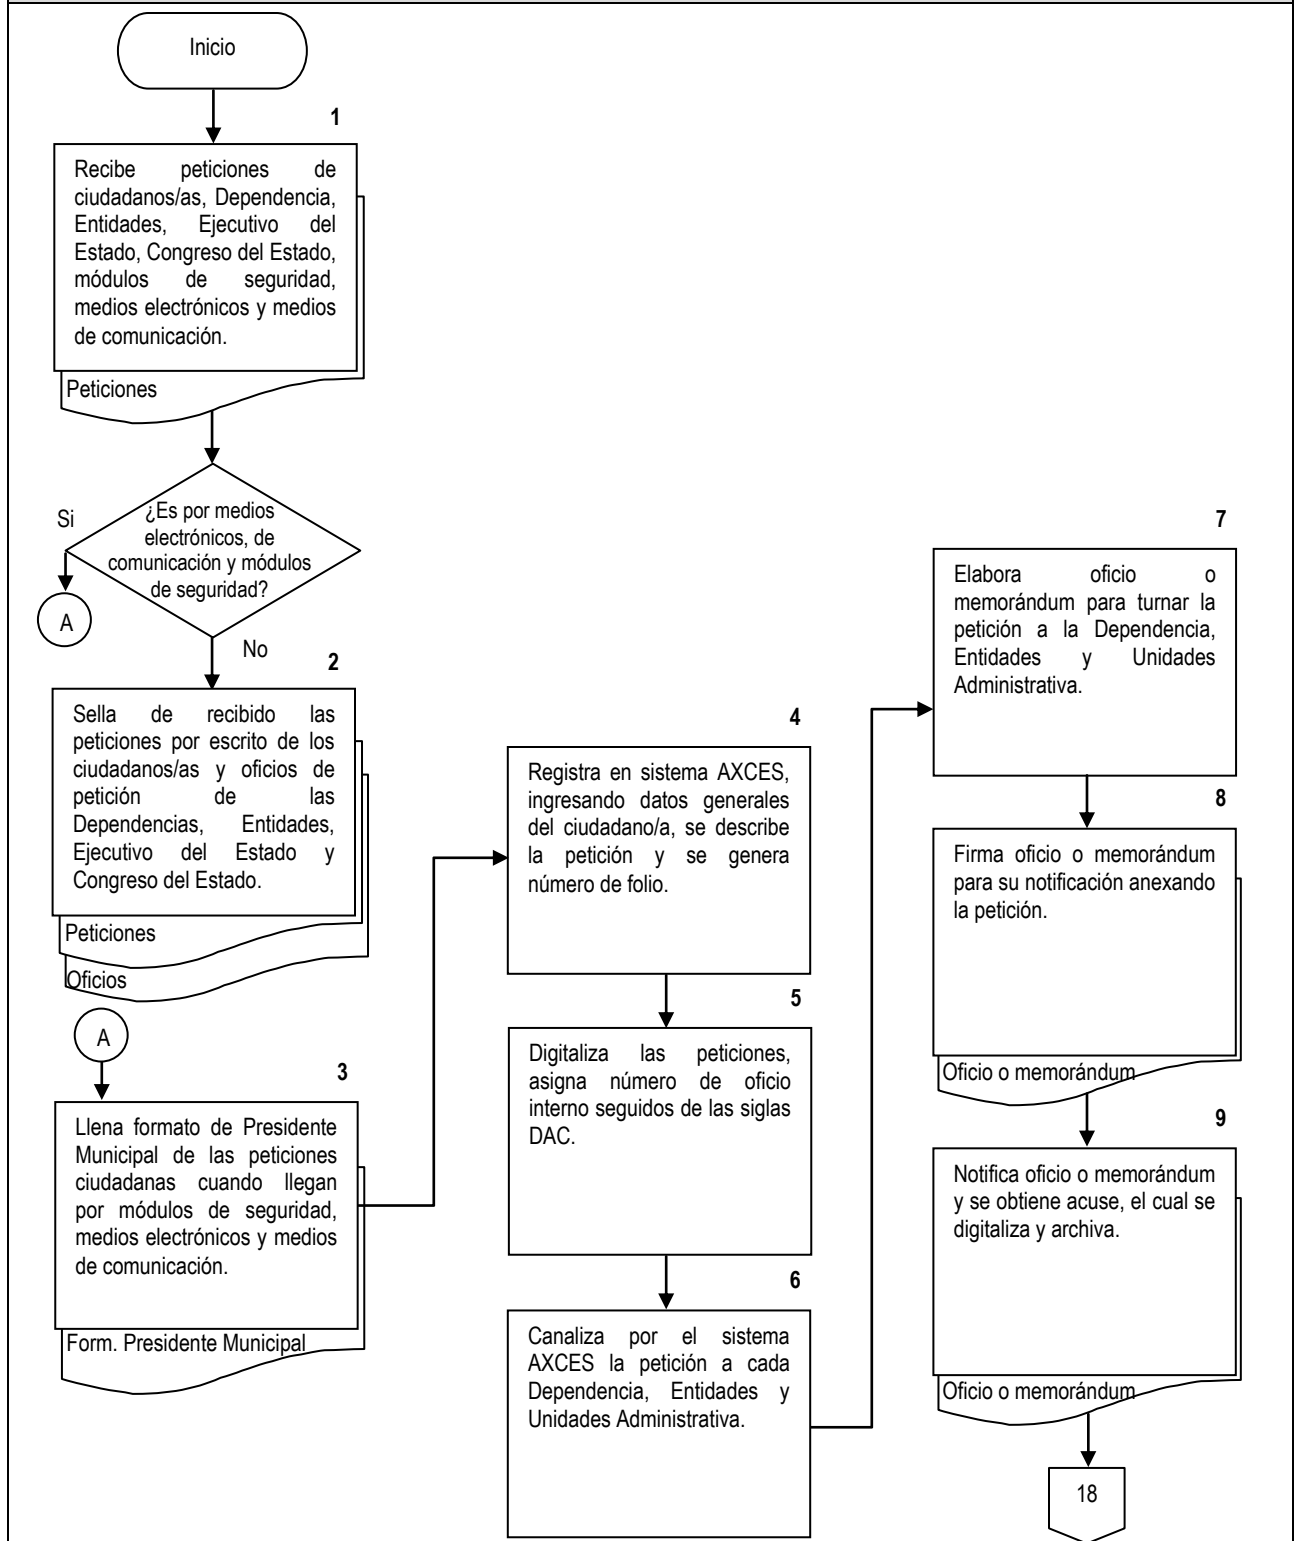 Inicio
1
Recibe peticiones de
ciudadanos/as, Dependencia,
Entidades, Ejecutivo del
Estado, Congreso del Estado,
módulos de seguridad,
medios electrónicos y medios
de comunicación.
Peticiones
¿Es por medios
electrónicos, de
comunicación y módulos
de seguridad?
Si
A
No
2
Sella de recibido las
peticiones por escrito de los
ciudadanos/as y oficios de
petición de las
Dependencias, Entidades,
Ejecutivo del Estado y
Congreso del Estado.
Peticiones
Oficios
A
3
Llena formato de Presidente
Municipal de las peticiones
ciudadanas cuando llegan
por módulos de seguridad,
medios electrónicos y medios
de comunicación.
Form. Presidente Municipal
4
Registra en sistema AXCES,
ingresando datos generales
del ciudadano/a, se describe
la petición y se genera
número de folio.
5
Digitaliza las peticiones,
asigna número de oficio
interno seguidos de las siglas
DAC.
6
Canaliza por el sistema
AXCES la petición a cada
Dependencia, Entidades y
Unidades Administrativa.
7
Elabora oficio o
memorándum para turnar la
petición a la Dependencia,
Entidades y Unidades
Administrativa.
8
Firma oficio o memorándum
para su notificación anexando
la petición.
Oficio o memorándum
9
Notifica oficio o memorándum
y se obtiene acuse, el cual se
digitaliza y archiva.
Oficio o memorándum
18